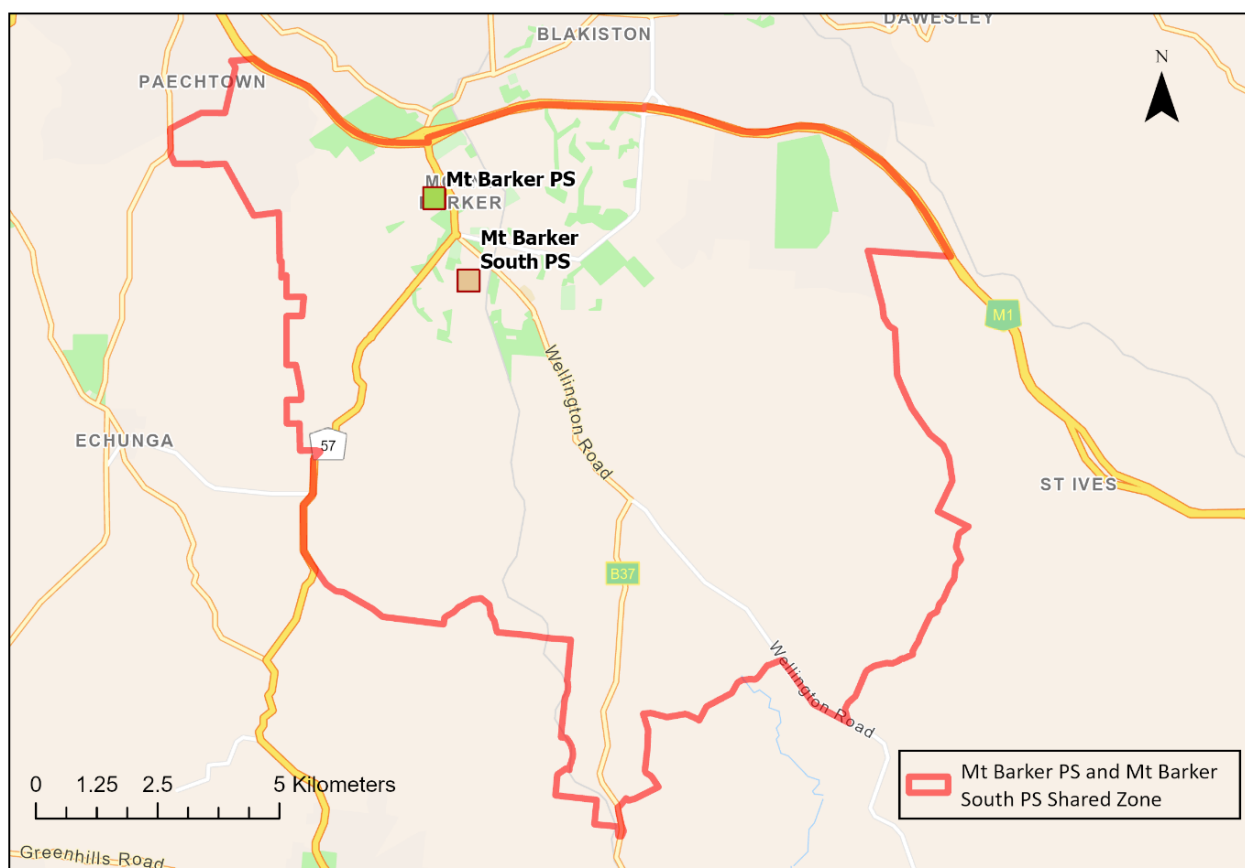 DAWESLEY
BLAKISTON
N
PAECHTOWN
Mt Barker PS
BARKER
Mt Barker
South PS
M1
Wellington Road
57
ECHUNGA
ST IVES
B37
Wellington Road
0 1.25 2.5 5 Kilometers
Mt Barker PS and Mt Barker
South PS Shared Zone
Greenhills Road